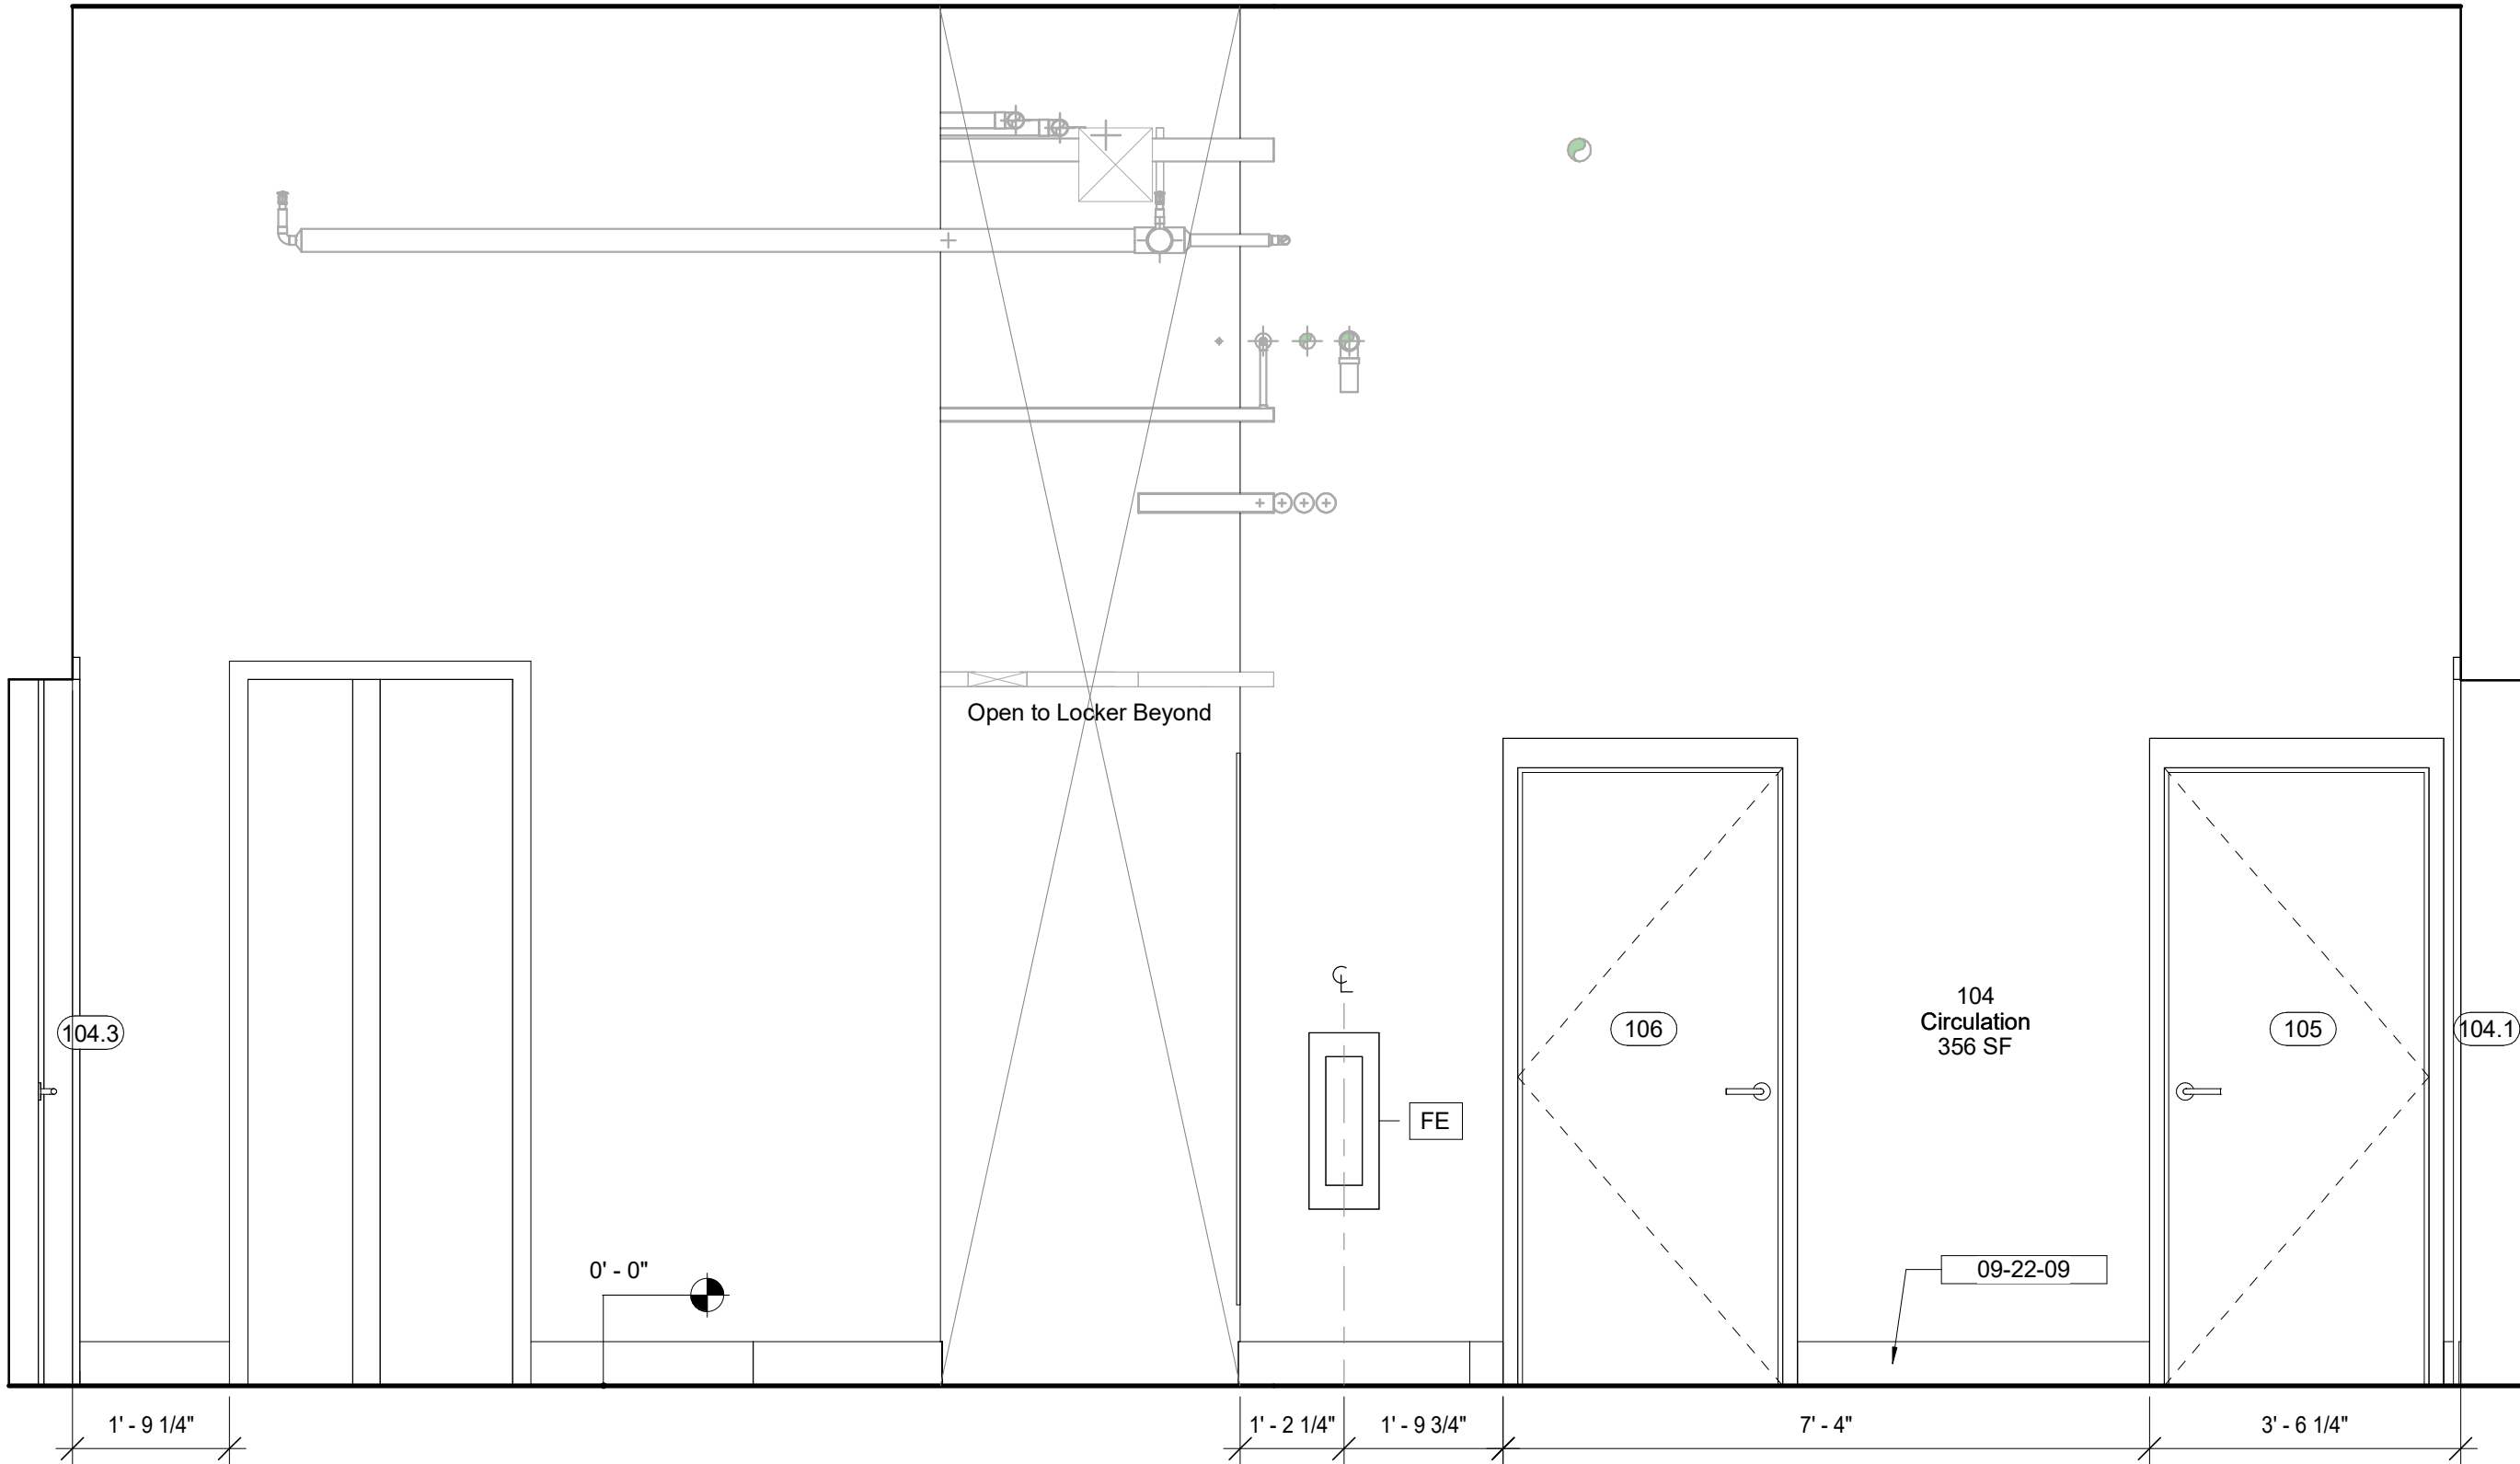 Open to Locker Beyond
℄
104.3
106
104
Circulation
356 SF
105
104.1
FE
0' - 0"
09-22-09
1' - 9 1/4"
1' - 2 1/4"
1' - 9 3/4"
7' - 4"
3' - 6 1/4"